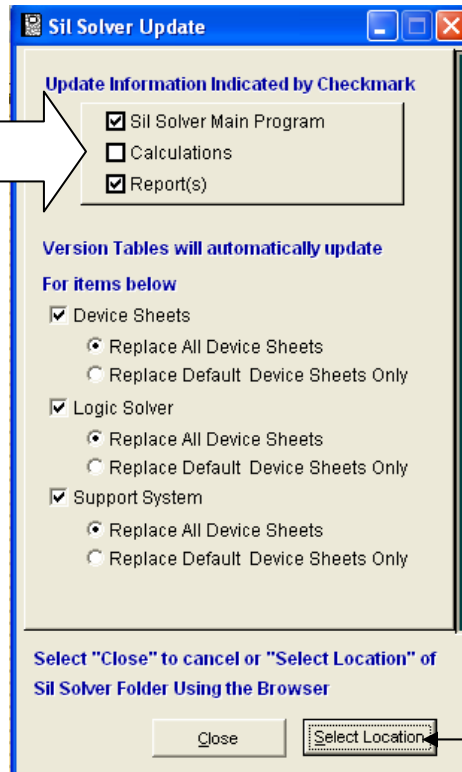 Sil Solver Update
Update Information Indicated by Checkmark
Sil Solver Main Program
Calculations
Report(s)
Version Tables will automatically update
For items below
Device Sheets
Replace All Device Sheets
Replace Default Device Sheets Only
Logic Solver
Replace All Device Sheets
Replace Default Device Sheets Only
Support System
Replace All Device Sheets
Replace Default Device Sheets Only
Select "Close" to cancel or "Select Location" of
Sil Solver Folder Using the Browser
Close
Select Location